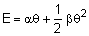 E = αθ + 1/2 βθ²